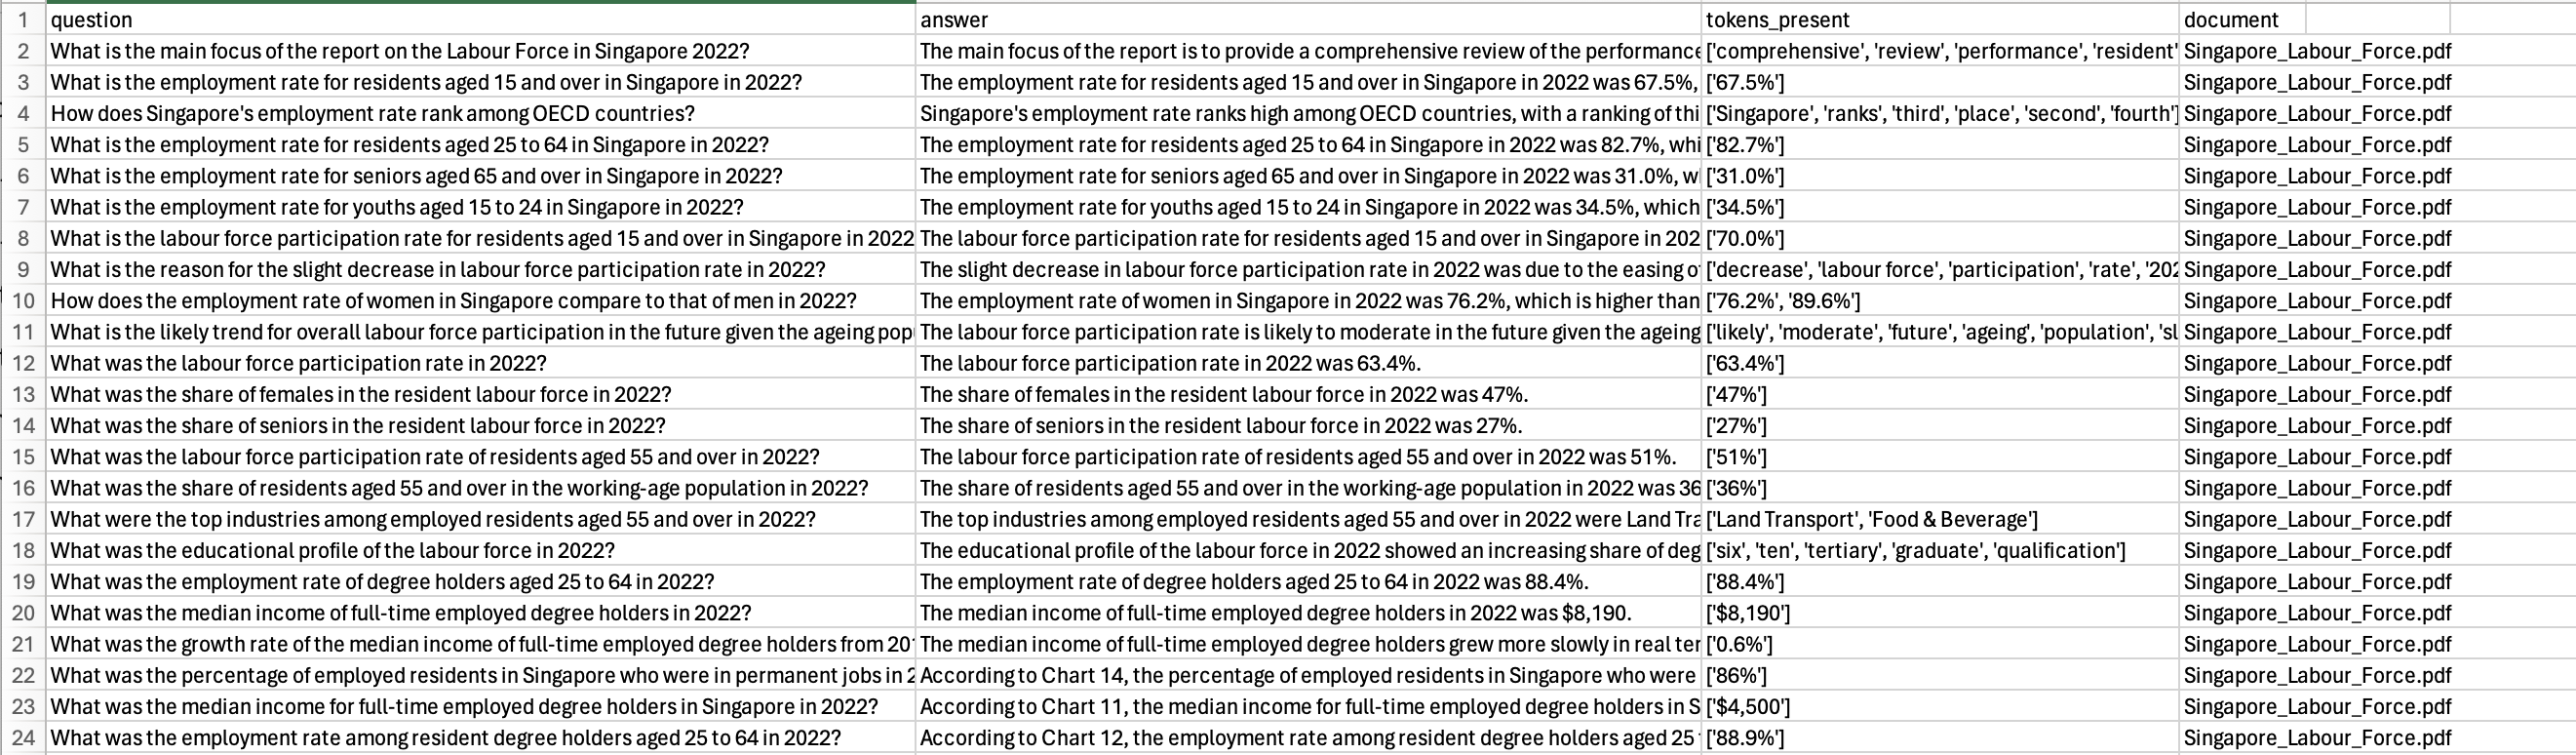 1 question answer tokens_present document
2 What is the main focus of the report on the Labour Force in Singapore 2022? The main focus of the report is to provide a comprehensive review of the performance ['comprehensive', 'review', 'performance', 'resident' Singapore_Labour_Force.pdf
3 What is the employment rate for residents aged 15 and over in Singapore in 2022? The employment rate for residents aged 15 and over in Singapore in 2022 was 67.5%, ['67.5%'] Singapore_Labour_Force.pdf
4 How does Singapore's employment rate rank among OECD countries? Singapore's employment rate ranks high among OECD countries, with a ranking of thi ['Singapore', 'ranks', 'third', 'place', 'second', 'fourth'] Singapore_Labour_Force.pdf
5 What is the employment rate for residents aged 25 to 64 in Singapore in 2022? The employment rate for residents aged 25 to 64 in Singapore in 2022 was 82.7%, whi ['82.7%'] Singapore_Labour_Force.pdf
6 What is the employment rate for seniors aged 65 and over in Singapore in 2022? The employment rate for seniors aged 65 and over in Singapore in 2022 was 31.0%, w ['31.0%'] Singapore_Labour_Force.pdf
7 What is the employment rate for youths aged 15 to 24 in Singapore in 2022? The employment rate for youths aged 15 to 24 in Singapore in 2022 was 34.5%, which ['34.5%'] Singapore_Labour_Force.pdf
8 What is the labour force participation rate for residents aged 15 and over in Singapore in 2022 The labour force participation rate for residents aged 15 and over in Singapore in 202 ['70.0%'] Singapore_Labour_Force.pdf
9 What is the reason for the slight decrease in labour force participation rate in 2022? The slight decrease in labour force participation rate in 2022 was due to the easing of ['decrease', 'labour force', 'participation', 'rate', '202 Singapore_Labour_Force.pdf
10 How does the employment rate of women in Singapore compare to that of men in 2022? The employment rate of women in Singapore in 2022 was 76.2%, which is higher than ['76.2%', '89.6%'] Singapore_Labour_Force.pdf
11 What is the likely trend for overall labour force participation in the future given the ageing pop The labour force participation rate is likely to moderate in the future given the ageing ['likely', 'moderate', 'future', 'ageing', 'population', 'sl Singapore_Labour_Force.pdf
12 What was the labour force participation rate in 2022? The labour force participation rate in 2022 was 63.4%. ['63.4%'] Singapore_Labour_Force.pdf
13 What was the share of females in the resident labour force in 2022? The share of females in the resident labour force in 2022 was 47%. ['47%'] Singapore_Labour_Force.pdf
14 What was the share of seniors in the resident labour force in 2022? The share of seniors in the resident labour force in 2022 was 27%. ['27%'] Singapore_Labour_Force.pdf
15 What was the labour force participation rate of residents aged 55 and over in 2022? The labour force participation rate of residents aged 55 and over in 2022 was 51%. ['51%'] Singapore_Labour_Force.pdf
16 What was the share of residents aged 55 and over in the working-age population in 2022? The share of residents aged 55 and over in the working-age population in 2022 was 36 ['36%'] Singapore_Labour_Force.pdf
17 What were the top industries among employed residents aged 55 and over in 2022? The top industries among employed residents aged 55 and over in 2022 were Land Tra ['Land Transport', 'Food & Beverage'] Singapore_Labour_Force.pdf
18 What was the educational profile of the labour force in 2022? The educational profile of the labour force in 2022 showed an increasing share of deg ['six', 'ten', 'tertiary', 'graduate', 'qualification'] Singapore_Labour_Force.pdf
19 What was the employment rate of degree holders aged 25 to 64 in 2022? The employment rate of degree holders aged 25 to 64 in 2022 was 88.4%. ['88.4%'] Singapore_Labour_Force.pdf
20 What was the median income of full-time employed degree holders in 2022? The median income of full-time employed degree holders in 2022 was $8,190. ['$8,190'] Singapore_Labour_Force.pdf
21 What was the growth rate of the median income of full-time employed degree holders from 201 The median income of full-time employed degree holders grew more slowly in real ter ['0.6%'] Singapore_Labour_Force.pdf
22 What was the percentage of employed residents in Singapore who were in permanent jobs in 2 According to Chart 14, the percentage of employed residents in Singapore who were ['86%'] Singapore_Labour_Force.pdf
23 What was the median income for full-time employed degree holders in Singapore in 2022? According to Chart 11, the median income for full-time employed degree holders in S ['$4,500'] Singapore_Labour_Force.pdf
24 What was the employment rate among resident degree holders aged 25 to 64 in 2022? According to Chart 12, the employment rate among resident degree holders aged 25 ['88.9%'] Singapore_Labour_Force.pdf